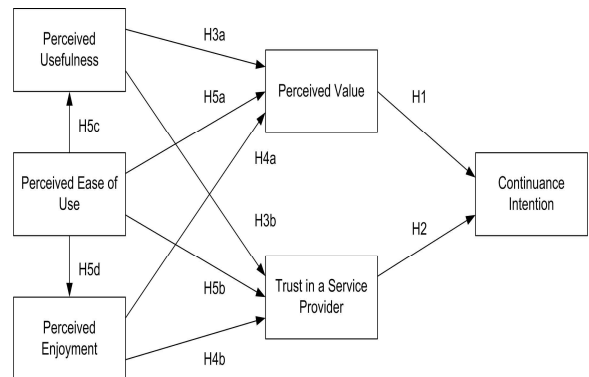 Perceived
Usefulness
H3a
Perceived Value
H5a
H1
H5c
H4a
Perceived Ease of
Use
Continuance
Intention
H3b
H2
H5d
Trust in a Service
Provider
H5b
Perceived
Enjoyment
H4b